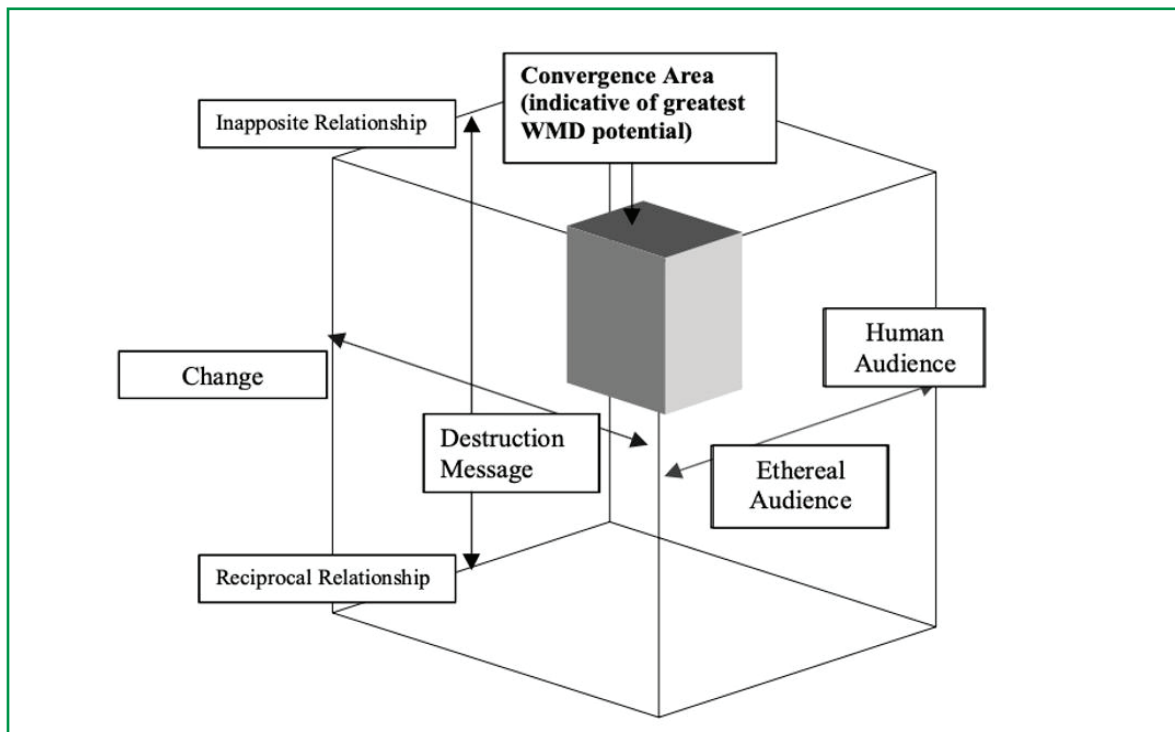 Convergence Area
(indicative of greatest
WMD potential)
Inapposite Relationship
Human
Audience
Change
Destruction
Message
Ethereal
Audience
Reciprocal Relationship